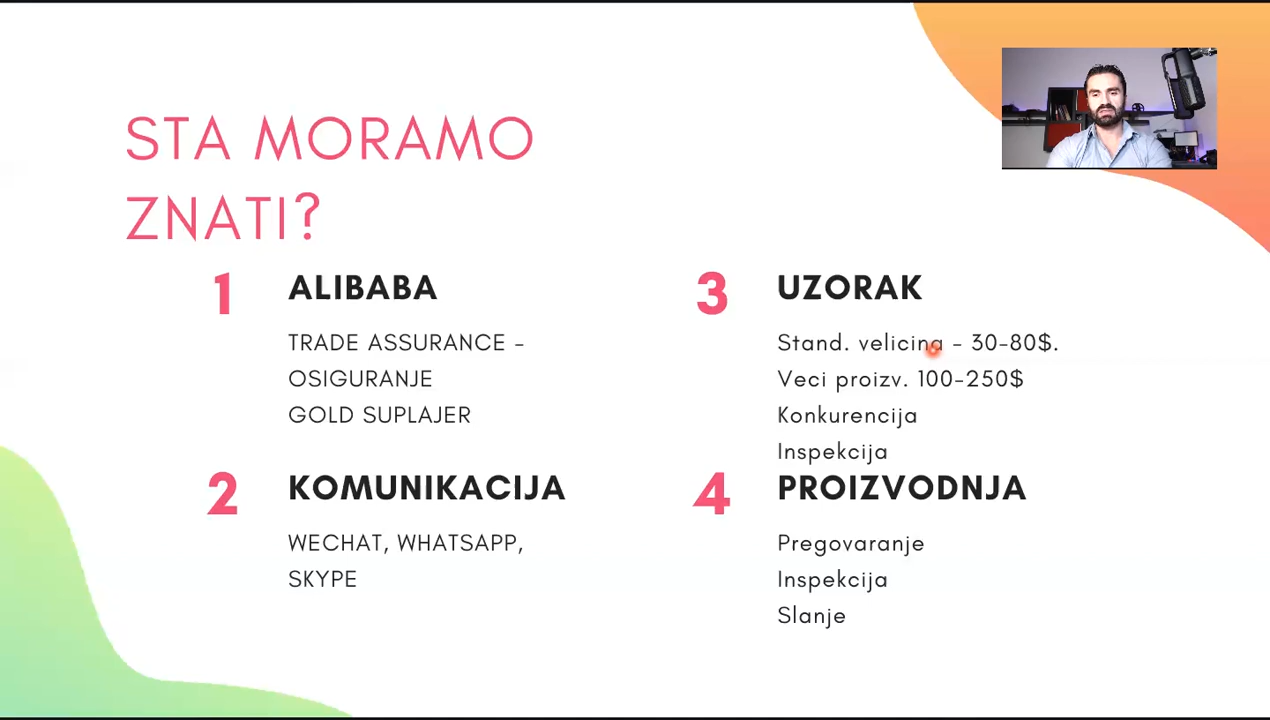 STA MORAMO
ZNATI?
1
ALIBABA
TRADE ASSURANCE -
OSIGURANJE
GOLD SUPLAJER
2
KOMUNIKACIJA
WECHAT, WHATSAPP,
SKYPE
3
UZORAK
Stand. velicina - 30-80$.
Veci proizv. 100-250$
Konkurencija
Inspekcija
4
PROIZVODNJA
Pregovaranje
Inspekcija
Slanje